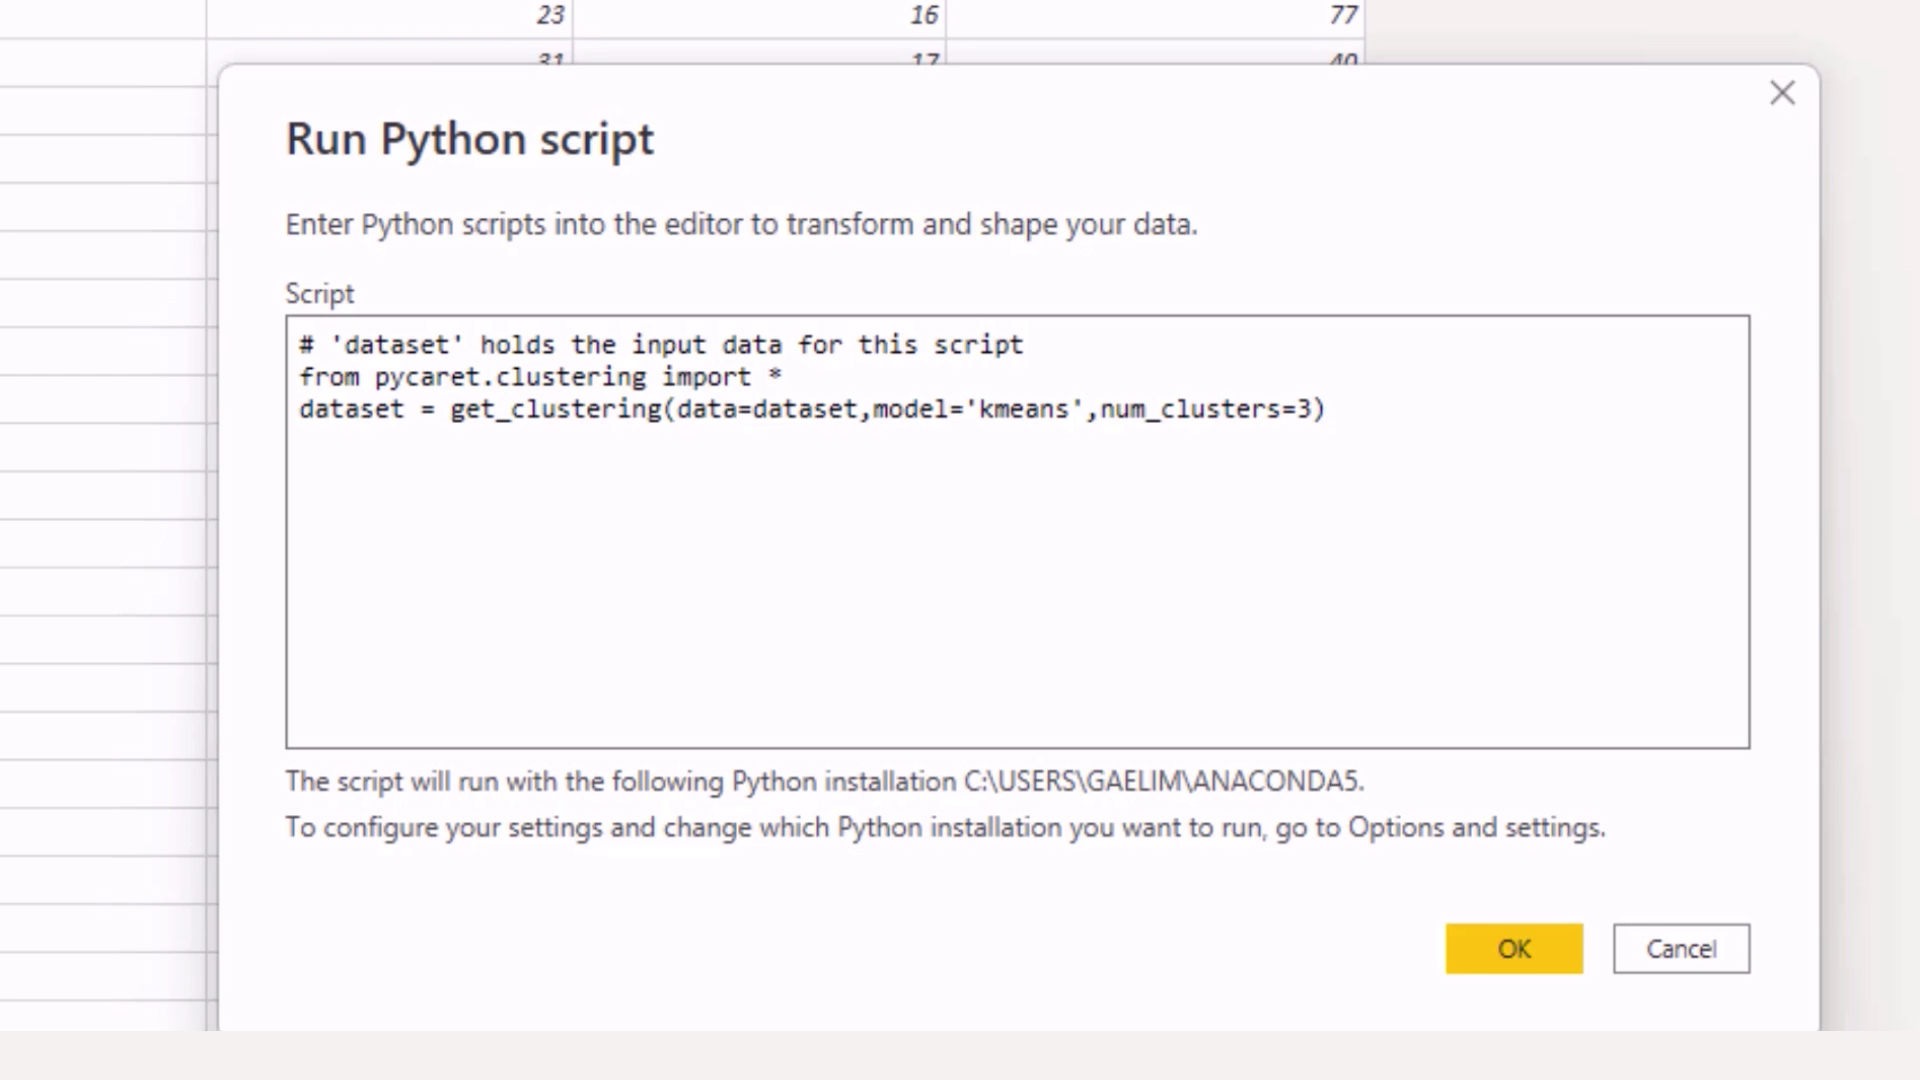 23 16 77
31 17 40
Run Python script
Enter Python scripts into the editor to transform and shape your data.
Script
# 'dataset' holds the input data for this script
from pycaret.clustering import *
dataset = get_clustering(data=dataset,model='kmeans',num_clusters=3)
The script will run with the following Python installation C:\USERS\GAELIM\ANACONDA5.
To configure your settings and change which Python installation you want to run, go to Options and settings.
OK Cancel